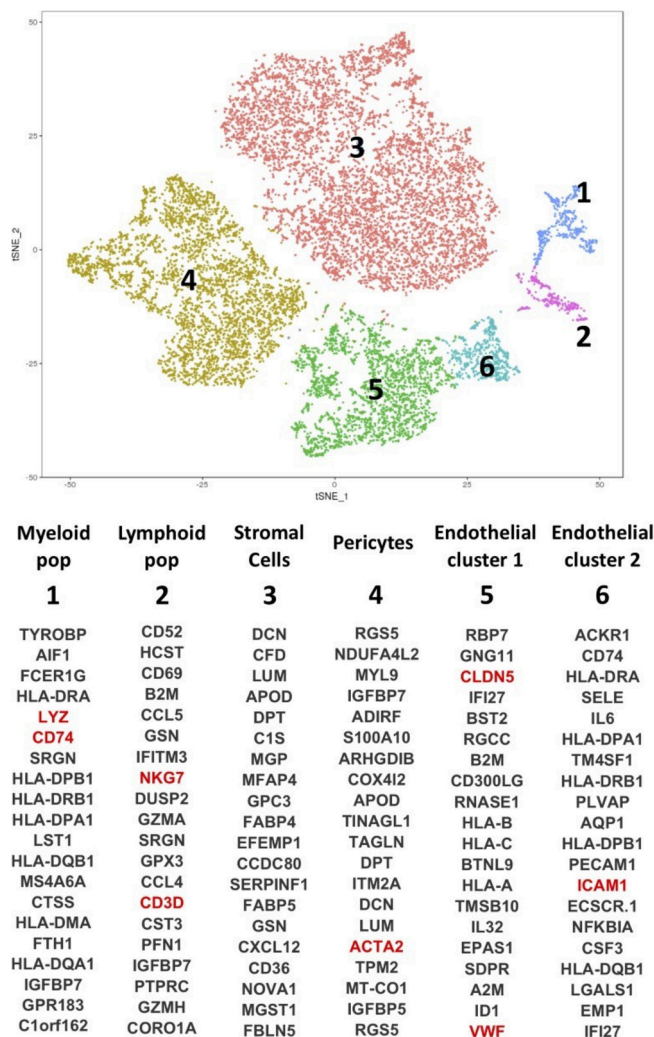 50
25
0
-25
-50
tSNE_2
3
1
4
2
6
5
-50
-25
0
25
50
tSNE_1
Myeloid pop Lymphoid pop Stromal Cells Pericytes Endothelial cluster 1 Endothelial cluster 2
1 2 3 4 5 6
TYROBP CD52 DCN RGS5 RBP7 ACKR1
AIF1 HCST CFD NDUFA4L2 GNG11 CD74
FCER1G CD69 LUM MYL9 CLDN5 HLA-DRA
HLA-DRA B2M APOD IGFBP7 IFI27 SELE
LYZ CCL5 DPT ADIRF BST2 IL6
CD74 GSN C1S S100A10 RGCC HLA-DPA1
SRGN IFITM3 MGP ARHGDIB B2M TM4SF1
HLA-DPB1 NKG7 MFAP4 COX4I2 CD300LG HLA-DRB1
HLA-DRB1 DUSP2 GPC3 APOD RNASE1 PLVAP
HLA-DPA1 GZMA FABP4 TINAGL1 HLA-B AQP1
LST1 SRGN EFEMP1 TAGLN HLA-C HLA-DPB1
HLA-DQB1 GPX3 CCDC80 DPT BTNL9 PECAM1
MS4A6A CCL4 SERPINF1 ITM2A HLA-A ICAM1
CTSS CD3D FABP5 DCN TMSB10 ECSCR.1
HLA-DMA CST3 GSN LUM IL32 NFKBIA
FTH1 PFN1 CXCL12 ACTA2 EPAS1 CSF3
HLA-DQA1 IGFBP7 CD36 TPM2 SDPR HLA-DQB1
IGFBP7 PTPRC NOVA1 MT-CO1 A2M LGALS1
GPR183 GZMH MGST1 IGFBP5 ID1 EMP1
C1orf162 CORO1A FBLN5 RGS5 VWF IFI27